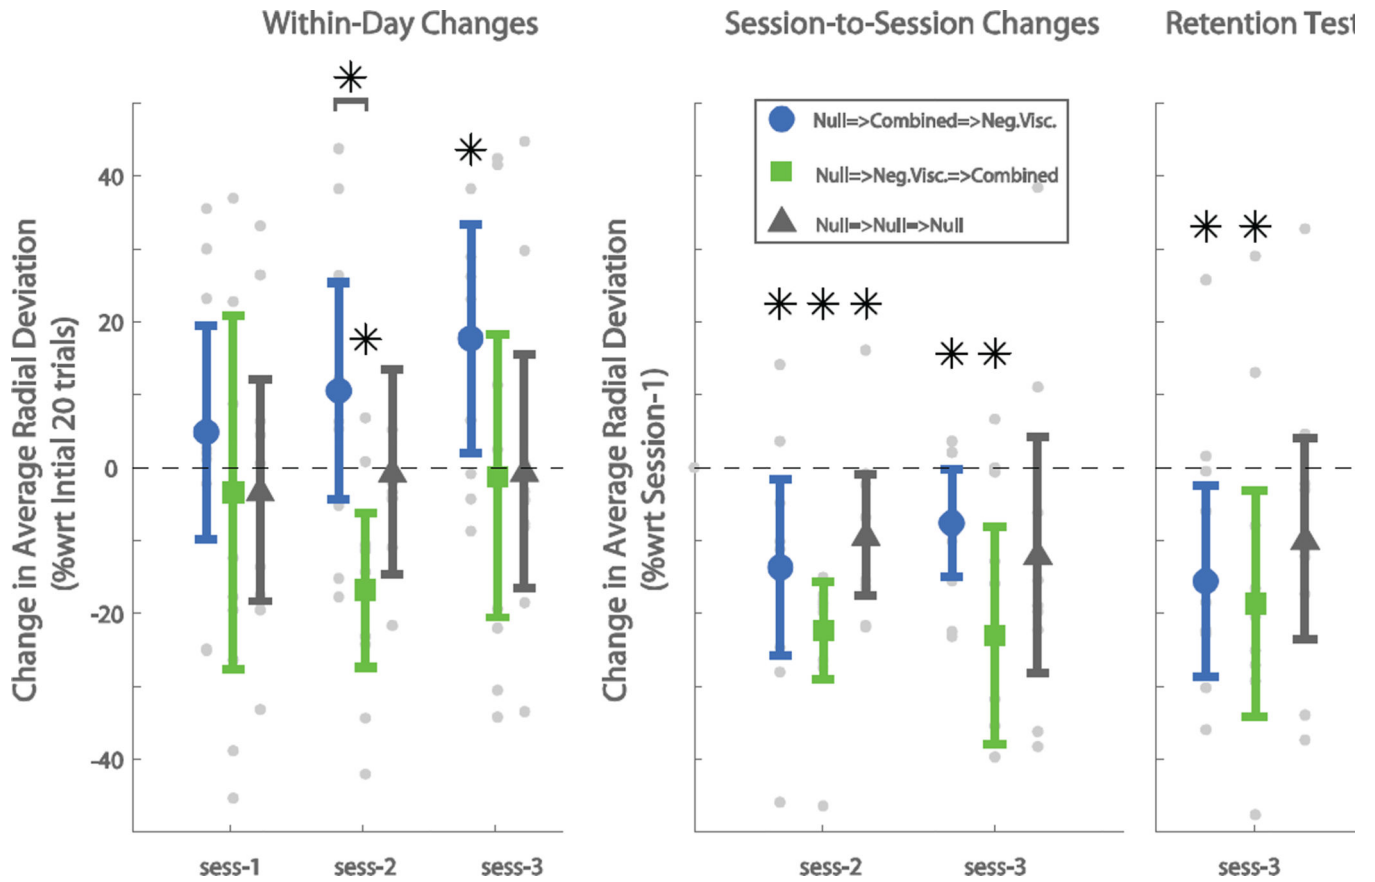 Within-Day Changes
Session-to-Session Changes
Retention Test
Change in Average Radial Deviation
(%wrt Intial 20 trials)
40
20
0
-20
-40
sess-1
sess-2
sess-3
Change in Average Radial Deviation
(%wrt Session-1)
Null=>Combined=>Neg.Visc.
Null=>Neg.Visc.=>Combined
Null=>Null=>Null
sess-2
sess-3
sess-3